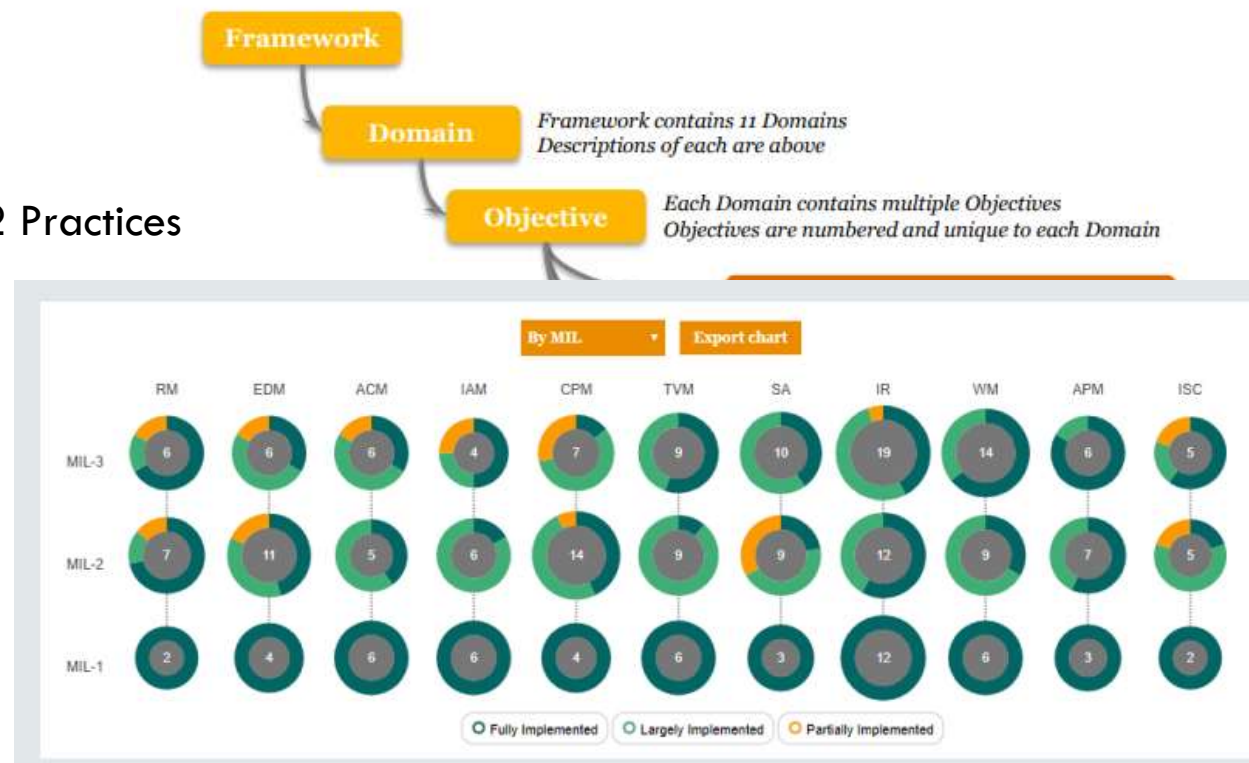 Framework
Domain
Framework contains 11 Domains
Descriptions of each are above
2 Practices
Objective
Each Domain contains multiple Objectives
Objectives are numbered and unique to each Domain
By MIL
Export chart
RM EDM ACM IAM CPM TVM SA IR WM APM ISC
MIL-3 6 6 6 4 7 9 10 19 14 6 5
MIL-2 7 11 5 6 14 9 9 12 9 7 5
MIL-1 2 4 6 6 4 6 3 12 6 3 2
Fully Implemented Largely Implemented Partially Implemented